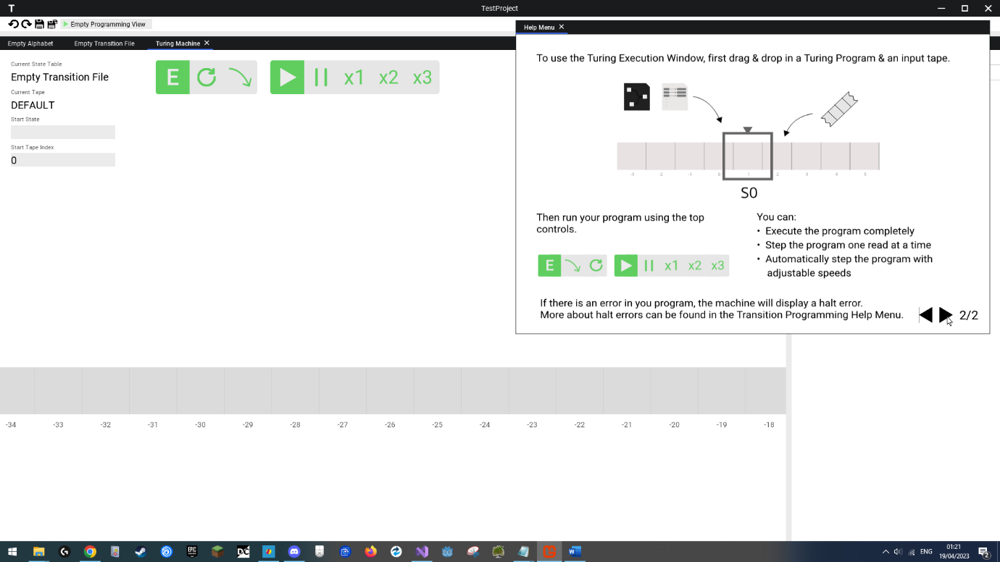 T
TestProject
Empty Programming View
Empty Alphabet
Empty Transition File
Turing Machine
Current State Table
Empty Transition File
Current Tape
DEFAULT
Start State
Start Tape Index
0
E
x1 x2 x3
Help Menu
To use the Turing Execution Window, first drag & drop in a Turing Program & an input tape.
-3 -2 -1 0 1 2 3 4 5
S0
Then run your program using the top
controls.
E
x1 x2 x3
You can:
• Execute the program completely
• Step the program one read at a time
• Automatically step the program with
adjustable speeds
If there is an error in you program, the machine will display a halt error.
More about halt errors can be found in the Transition Programming Help Menu.
2/2
-34 -33 -32 -31 -30 -29 -28 -27 -26 -25 -24 -23 -22 -21 -20 -19 -18
EPIC
DC
W
ENG
01:21
19/04/2023
2